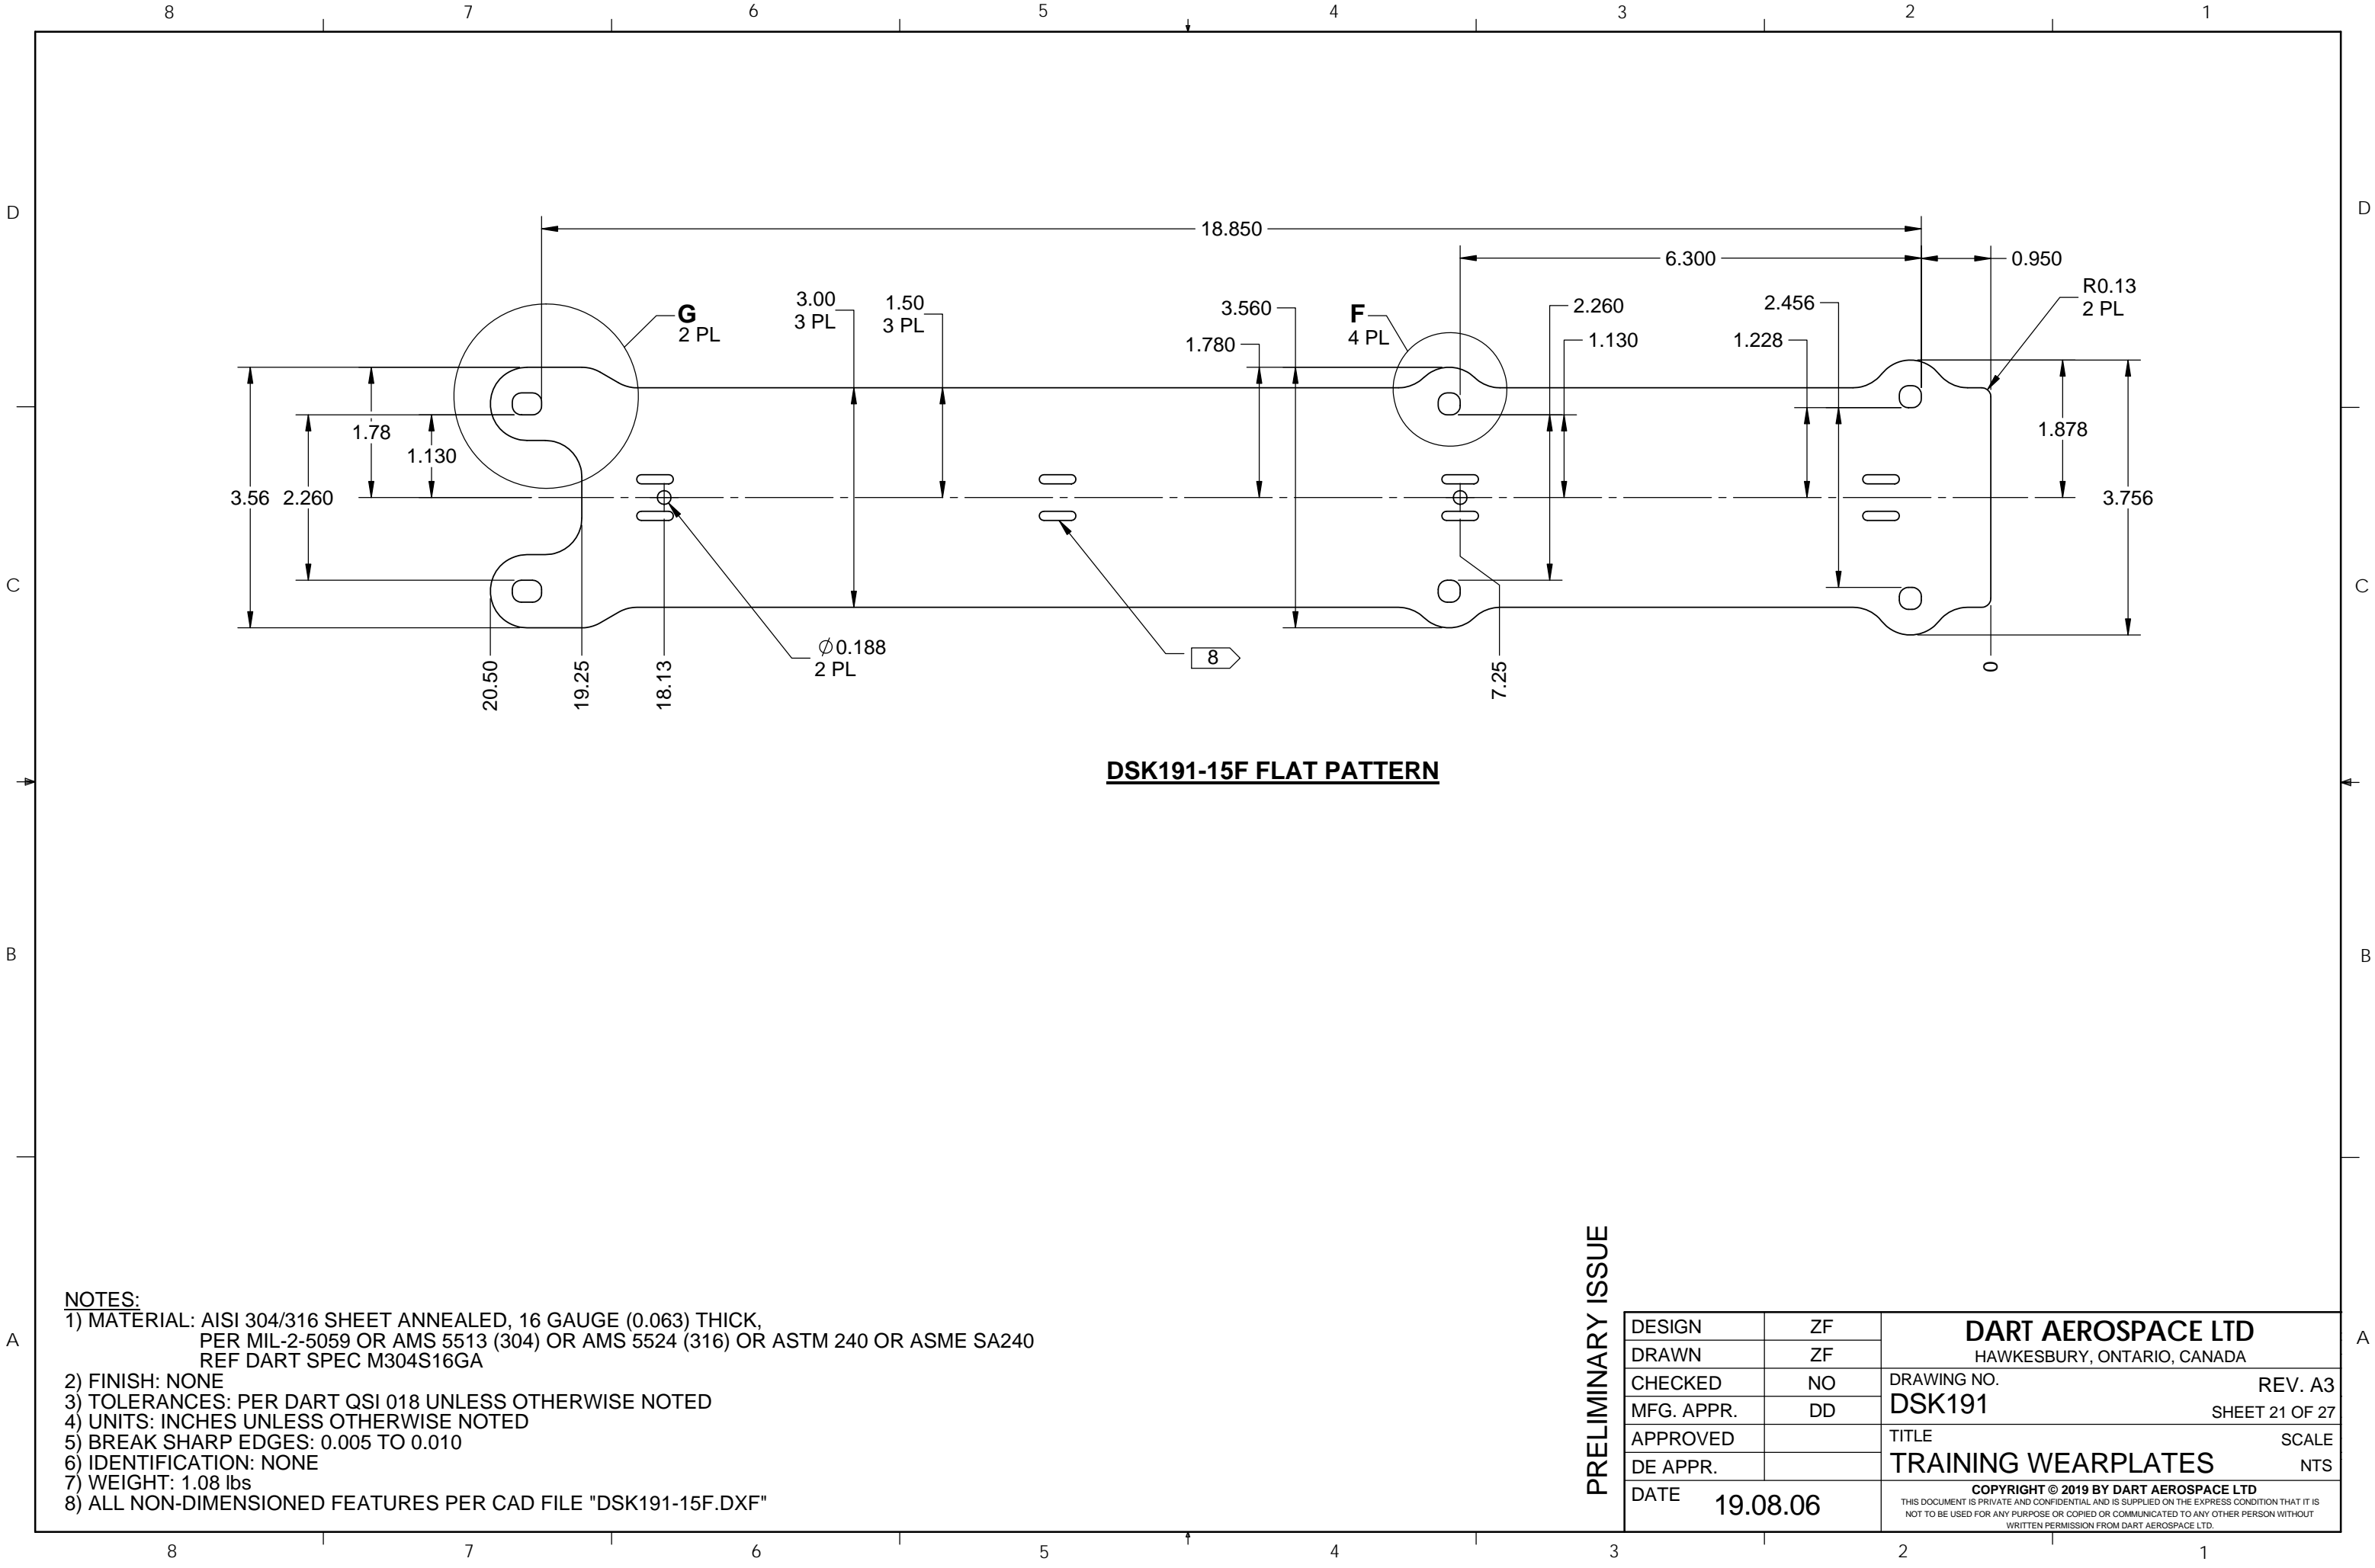 8 7 6 5 4 3 2 1
D D
18.850
6.300
0.950
G
2 PL
3.00
3 PL
1.50
3 PL
3.560
1.780
F
4 PL
2.260
1.130
2.456
1.228
R0.13
2 PL
1.78
1.130
3.56
2.260
1.878
3.756
C C
20.50
19.25
18.13
∅0.188
2 PL
8
7.25
0
DSK191-15F FLAT PATTERN
B B
NOTES:
1) MATERIAL: AISI 304/316 SHEET ANNEALED, 16 GAUGE (0.063) THICK,
PER MIL-2-5059 OR AMS 5513 (304) OR AMS 5524 (316) OR ASTM 240 OR ASME SA240
REF DART SPEC M304S16GA
2) FINISH: NONE
3) TOLERANCES: PER DART QSI 018 UNLESS OTHERWISE NOTED
4) UNITS: INCHES UNLESS OTHERWISE NOTED
5) BREAK SHARP EDGES: 0.005 TO 0.010
6) IDENTIFICATION: NONE
7) WEIGHT: 1.08 lbs
8) ALL NON-DIMENSIONED FEATURES PER CAD FILE "DSK191-15F.DXF"
A A
PRELIMINARY ISSUE
DESIGN ZF
DRAWN ZF
CHECKED NO
MFG. APPR. DD
APPROVED
DE APPR.
DATE 19.08.06
DART AEROSPACE LTD
HAWKESBURY, ONTARIO, CANADA
DRAWING NO. REV. A3
DSK191 SHEET 21 OF 27
TITLE SCALE
TRAINING WEARPLATES NTS
COPYRIGHT © 2019 BY DART AEROSPACE LTD
THIS DOCUMENT IS PRIVATE AND CONFIDENTIAL AND IS SUPPLIED ON THE EXPRESS CONDITION THAT IT IS
NOT TO BE USED FOR ANY PURPOSE OR COPIED OR COMMUNICATED TO ANY OTHER PERSON WITHOUT
WRITTEN PERMISSION FROM DART AEROSPACE LTD.
8 7 6 5 4 3 2 1